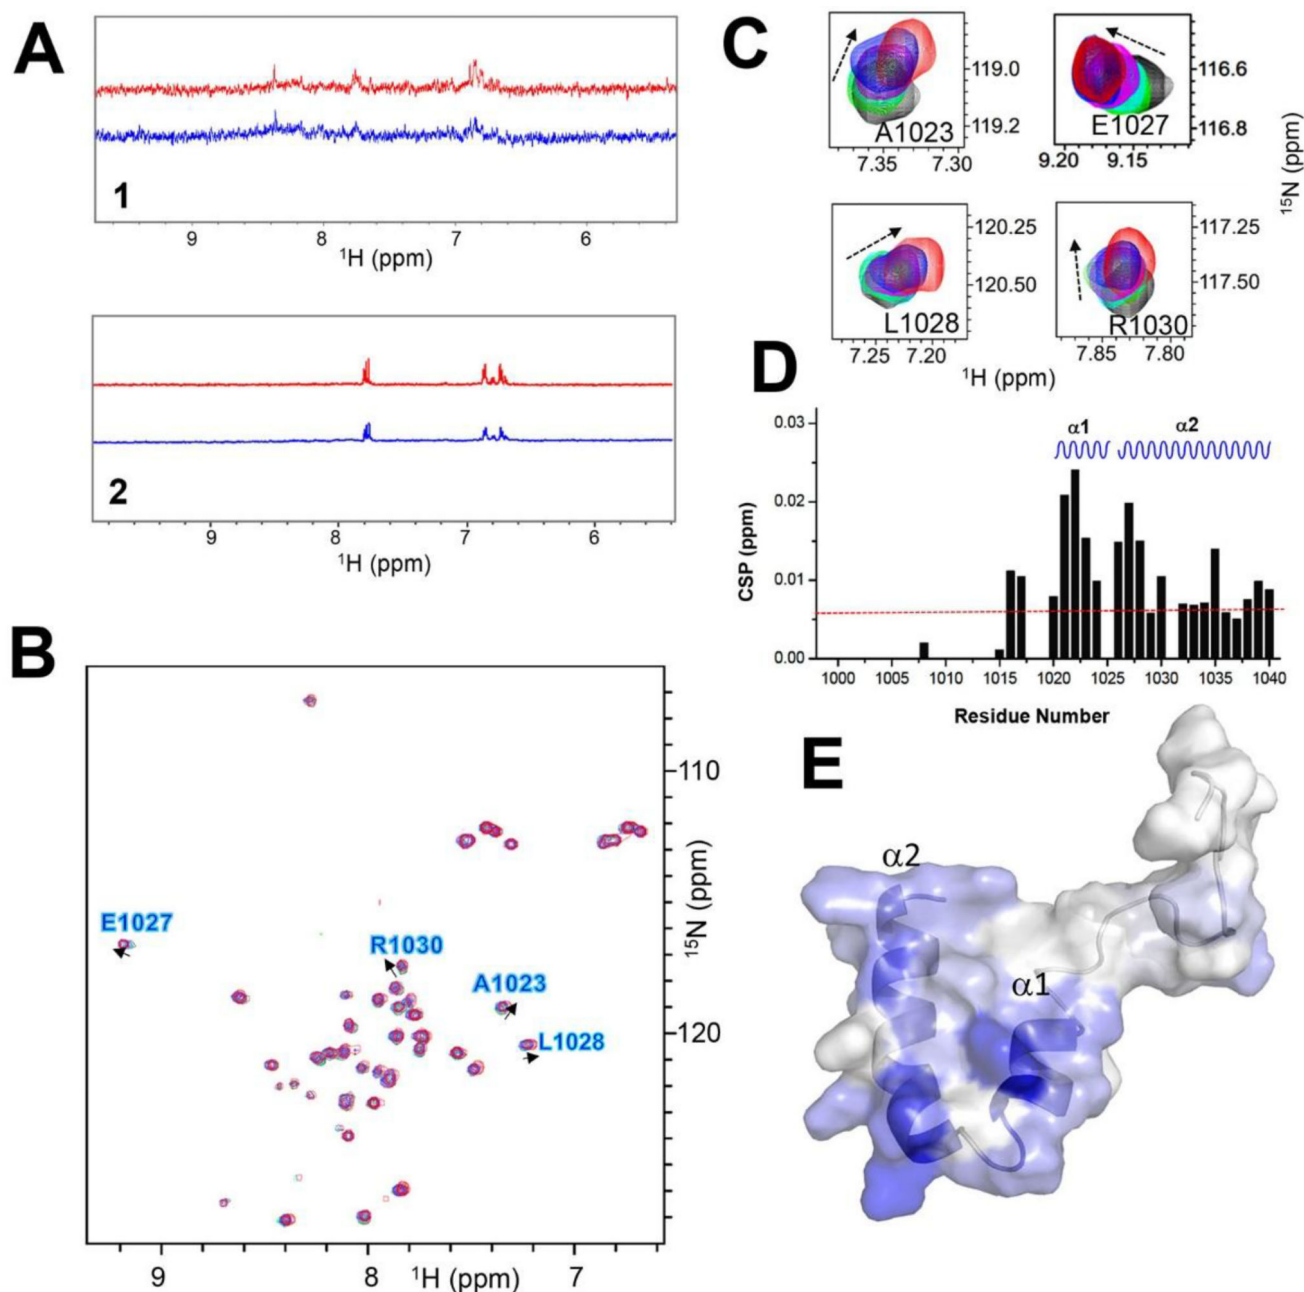 A
1
9 8 7 6
¹H (ppm)
2
9 8 7 6
¹H (ppm)
B
E1027
R1030
A1023
L1028
110
120
¹⁵N (ppm)
9 8 7
¹H (ppm)
C
A1023
119.0
119.2
7.35 7.30
E1027
116.6
116.8
9.20 9.15
¹⁵N (ppm)
L1028
120.25
120.50
7.25 7.20
R1030
117.25
117.50
7.85 7.80
¹H (ppm)
D
α1 α2
0.03
0.02
0.01
0.00
CSP (ppm)
1000 1005 1010 1015 1020 1025 1030 1035 1040
Residue Number
E
α2
α1